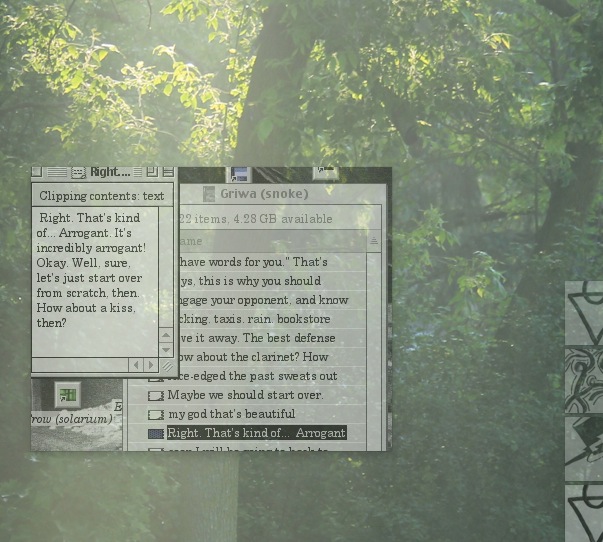 Right....
Clipping contents: text
Right. That's kind
of... Arrogant. It's
incredibly arrogant!
Okay. Well, sure,
let's just start over
from scratch, then.
How about a kiss,
then?
Griwa (snoke)
22 items, 4.28 GB available
ame
have words for you." That's
ys, this is why you should
ngage your opponent, and know
cking, taxis, rain, bookstore
ve it away. The best defense
ow about the clarinet? How
ce-edged the past sweats out
Maybe we should start over.
my god that's beautiful
Right. That's kind of... Arrogant
row (solarium)